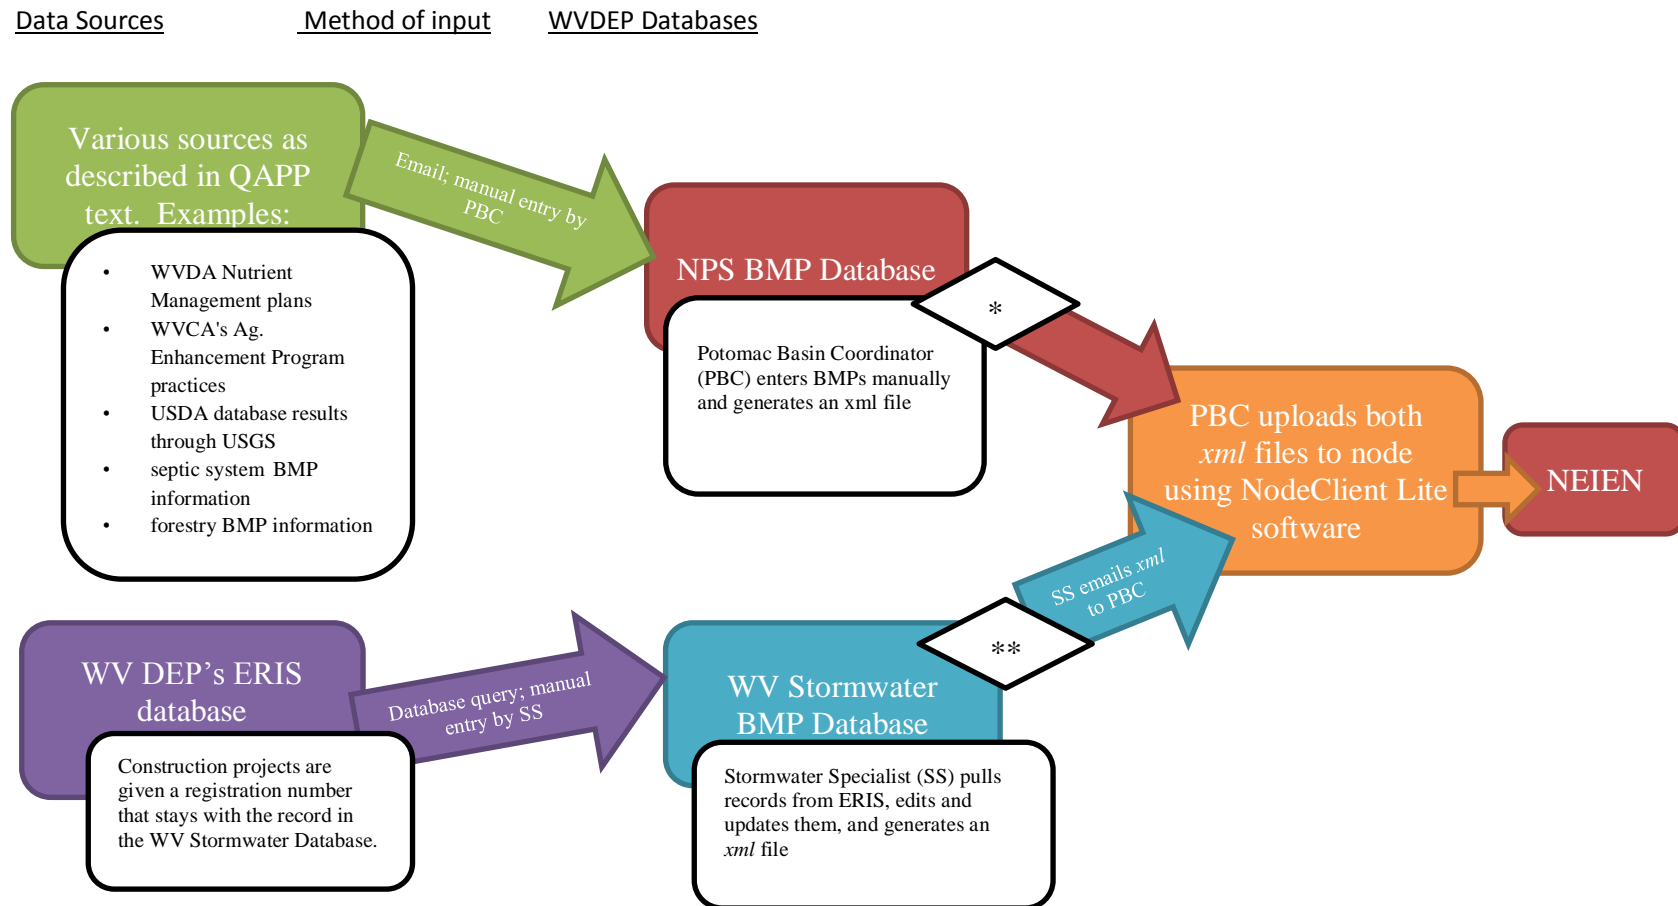 Data Sources
Method of input
WVDEP Databases
Various sources as
described in QAPP
text.  Examples:
• WVDA Nutrient
Management plans
• WVCA's Ag.
Enhancement Program
practices
• USDA database results
through USGS
• septic system BMP
information
• forestry BMP information
Email; manual entry by
PBC
NPS BMP Database
Potomac Basin Coordinator
(PBC) enters BMPs manually
and generates an xml file
*
PBC uploads both
xml files to node
using NodeClient Lite
software
NEIEN
WV DEP’s ERIS
database
Construction projects are
given a registration number
that stays with the record in
the WV Stormwater Database.
Database query; manual
entry by SS
WV Stormwater
BMP Database
Stormwater Specialist (SS) pulls
records from ERIS, edits and
updates them, and generates an
xml file
**
SS emails xml
to PBC